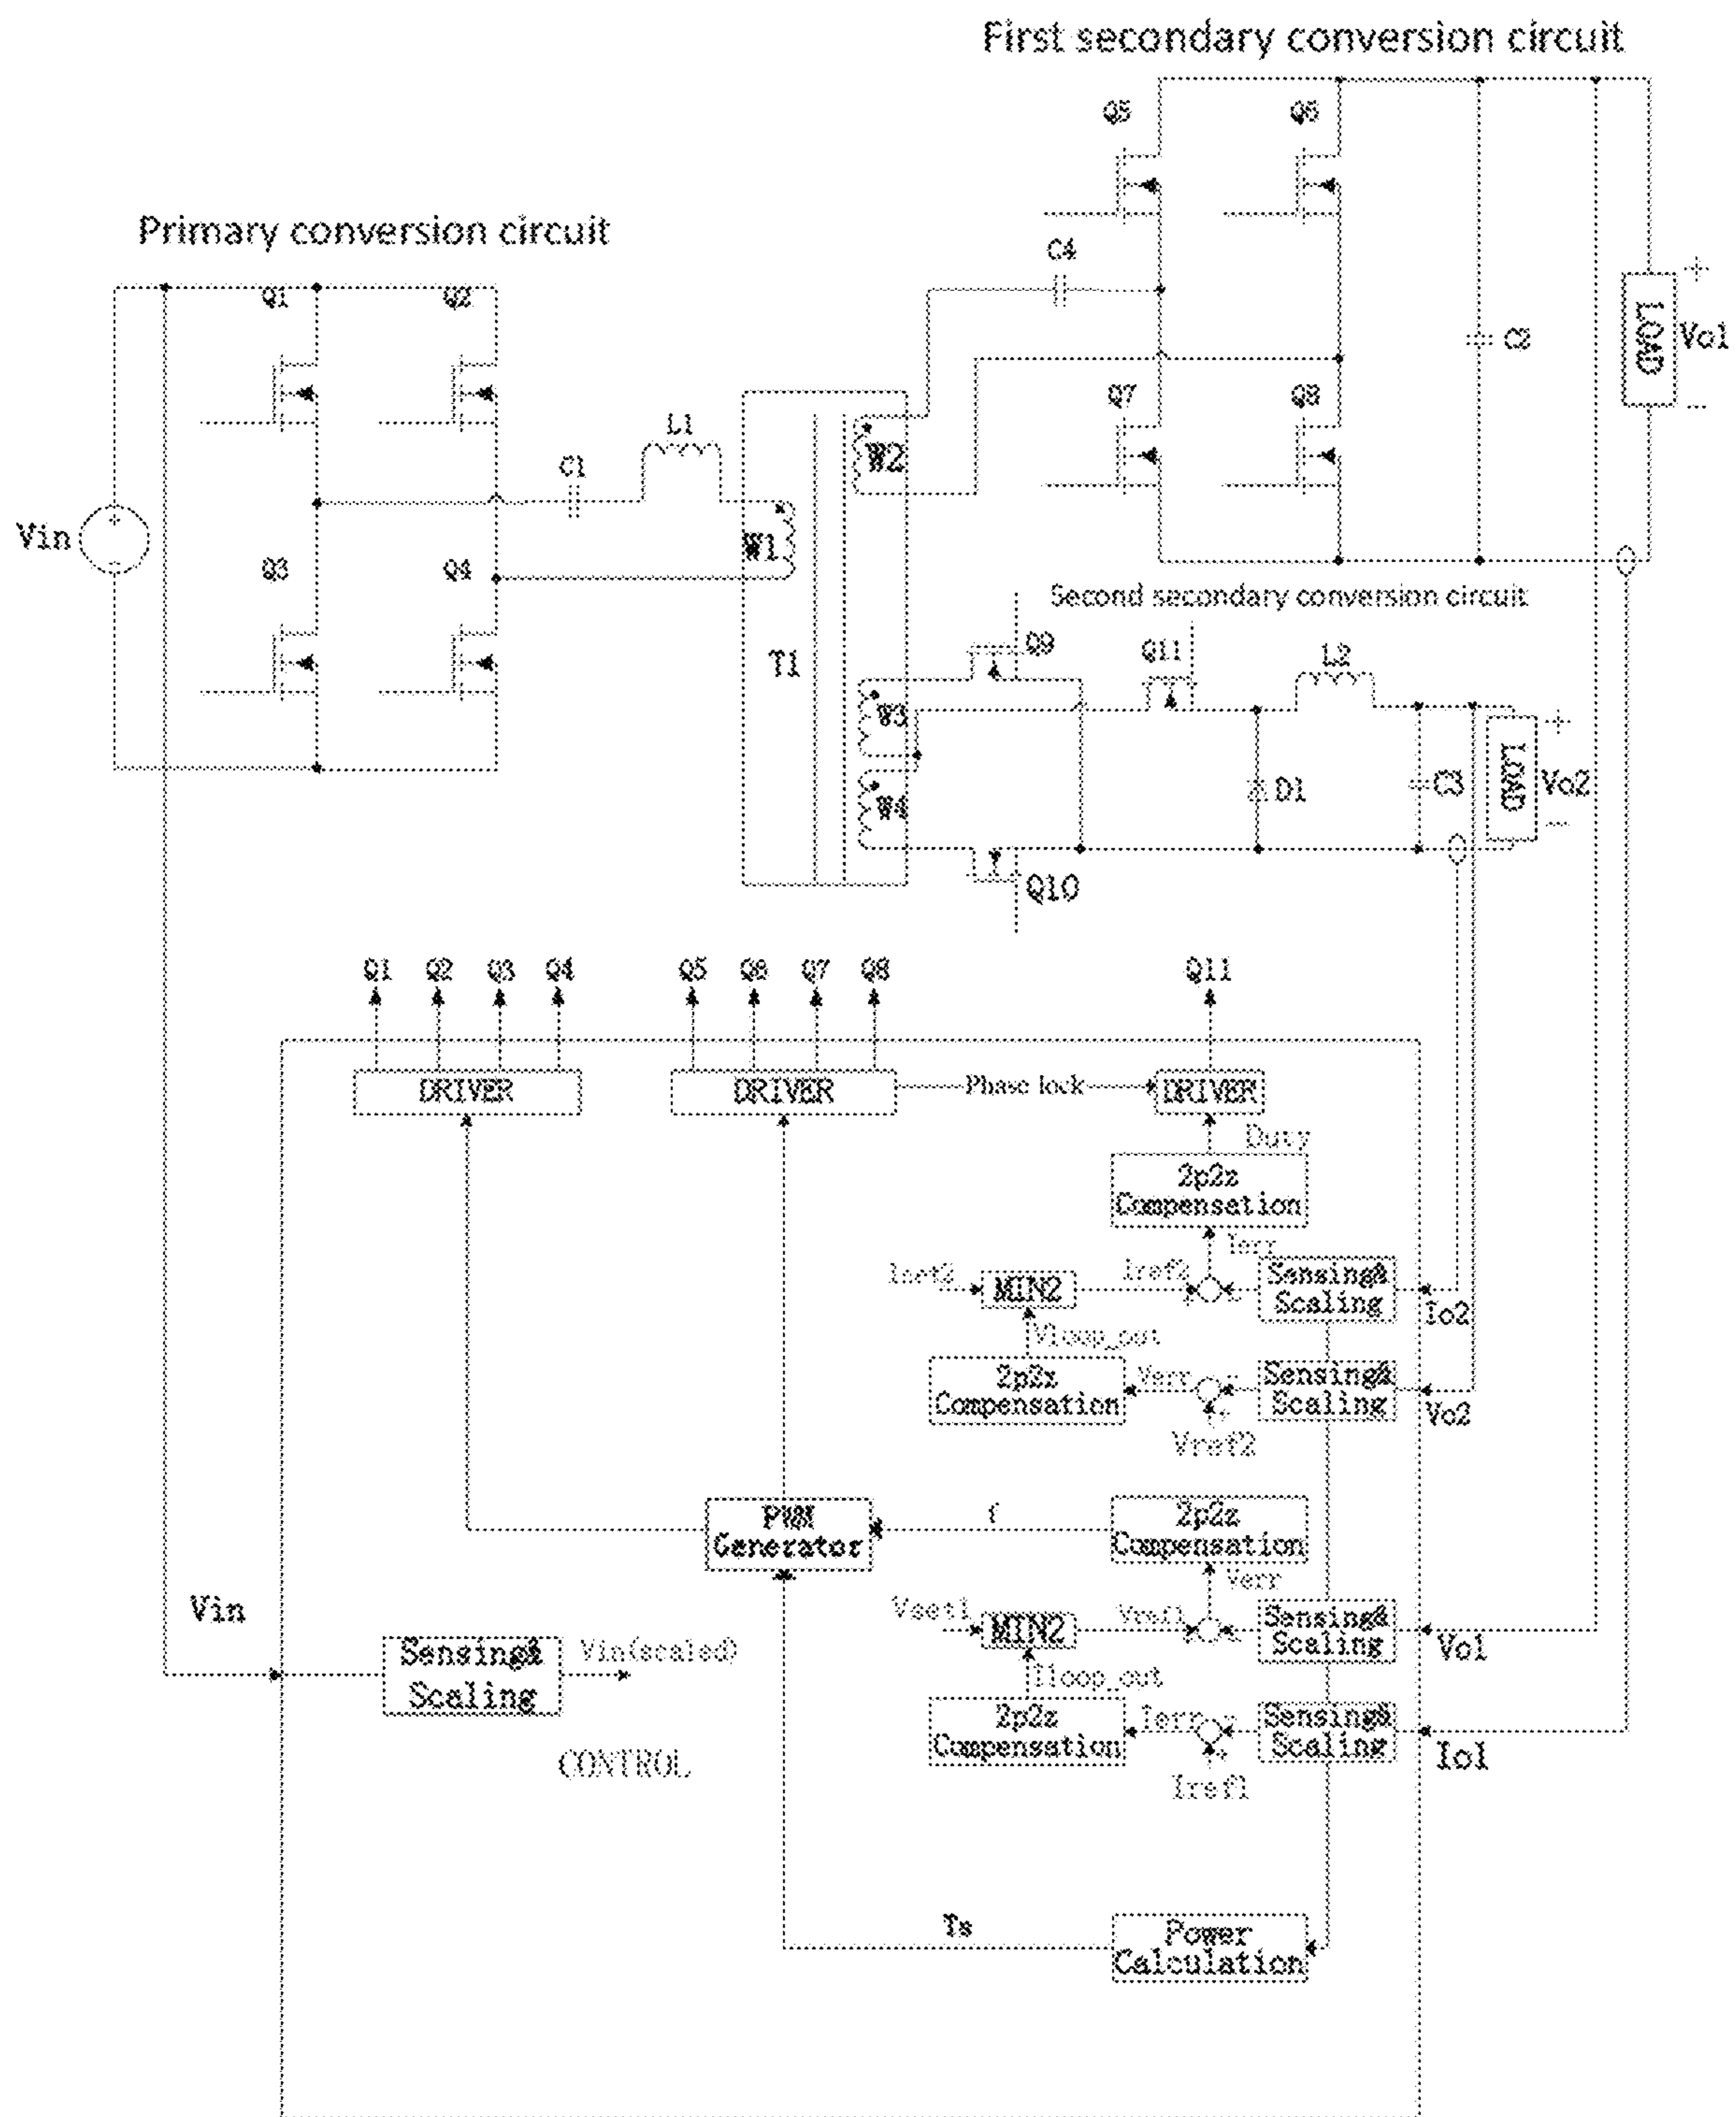 First secondary conversion circuit
Q5
Q6
Primary conversion circuit
C4
Q1
Q2
LOAD
+
Vo1
-
C2
Q7
Q8
L1
W2
C1
Vin
+
-
W1
Q3
Q4
Second secondary conversion circuit
Q9
Q11
L2
T1
W3
+
LOAD
Vo2
-
C3
D1
W4
Q10
Q1
Q2
Q3
Q4
Q5
Q6
Q7
Q8
Q11
DRIVER
DRIVER
Phase lock
DRIVER
Duty
2p2z
Compensation
Ierr
MIN2
Iref2
Sensing&
Scaling
Io2
Vloop_out
2p2z
Compensation
Verr
Sensing&
Scaling
Vo2
Vref2
PWM
Generator
f
2p2z
Compensation
Verr
Vin
Vset1
MIN2
Vref1
Sensing&
Scaling
Vo1
Sensing&
Scaling
Vin(scaled)
Iloop_out
2p2z
Compensation
Ierr
Sensing&
Scaling
Io1
CONTROL
Iref1
Ts
Power
Calculation